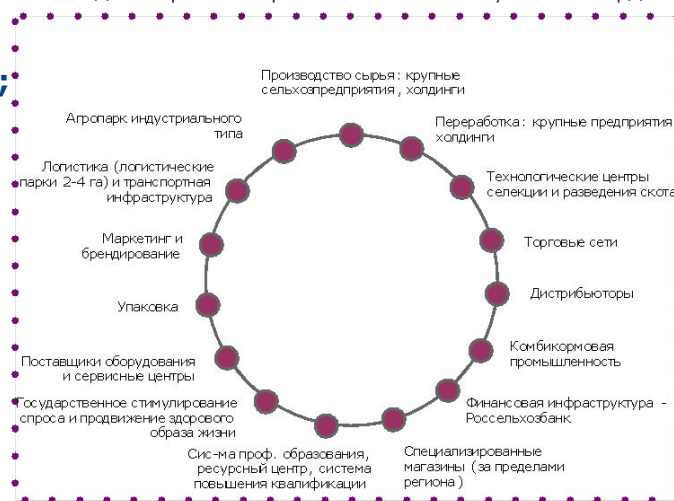 ;
Производство сырья : крупные
сельхозпредприятия , холдинги
Переработка : крупные предприятия
холдинги
Технологические центры
селекции и разведения скота
Торговые сети
Дистрибьюторы
Комбикормовая
промышленность
Финансовая инфраструктура -
Россельхозбанк
Специализированные
магазины (за пределами
региона )
Сис-ма проф. образования,
ресурсный центр, система
повышения квалификации
Государственное стимулирование
спроса и продвижение здорового
образа жизни
Поставщики оборудования
и сервисные центры
Упаковка
Маркетинг и
брендирование
Логистика (логистические
парки 2-4 га) и транспортная
инфраструктура
Агропарк индустриального
типа